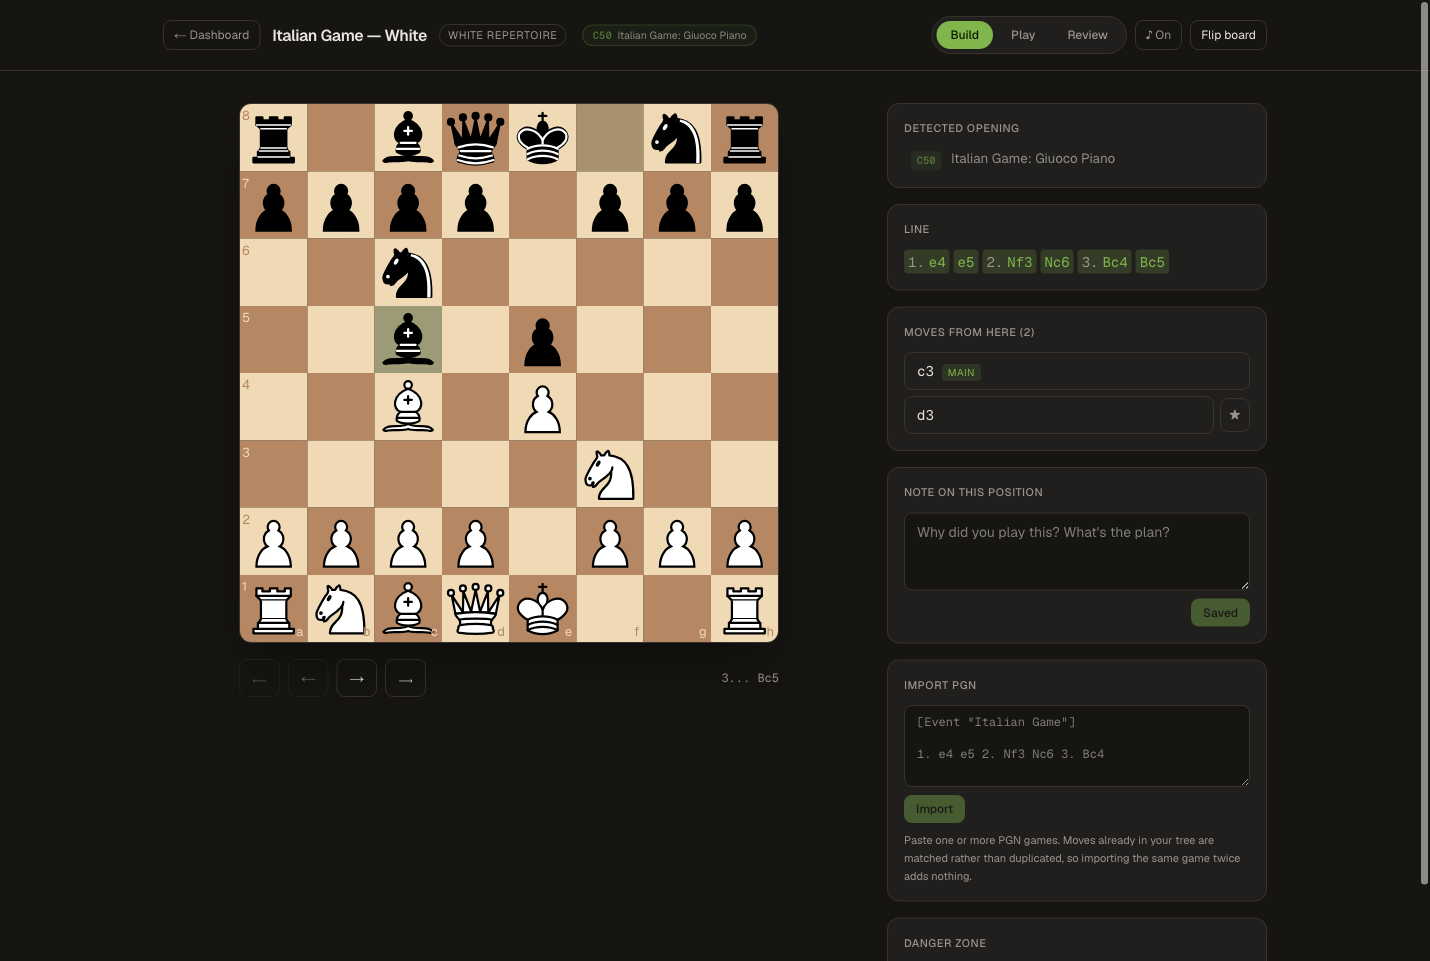 ← Dashboard
Italian Game — White
WHITE REPERTOIRE
C50 Italian Game: Giuoco Piano
Build
Play
Review
♪ On
Flip board
8
7
6
5
4
3
2
1
a b c d e f g h
← ← → →
3... Bc5
DETECTED OPENING
C50 Italian Game: Giuoco Piano
LINE
1. e4 e5 2. Nf3 Nc6 3. Bc4 Bc5
MOVES FROM HERE (2)
c3 MAIN
d3 ★
NOTE ON THIS POSITION
Why did you play this? What's the plan?
Saved
IMPORT PGN
[Event "Italian Game"]
1. e4 e5 2. Nf3 Nc6 3. Bc4
Import
Paste one or more PGN games. Moves already in your tree are
matched rather than duplicated, so importing the same game twice
adds nothing.
DANGER ZONE